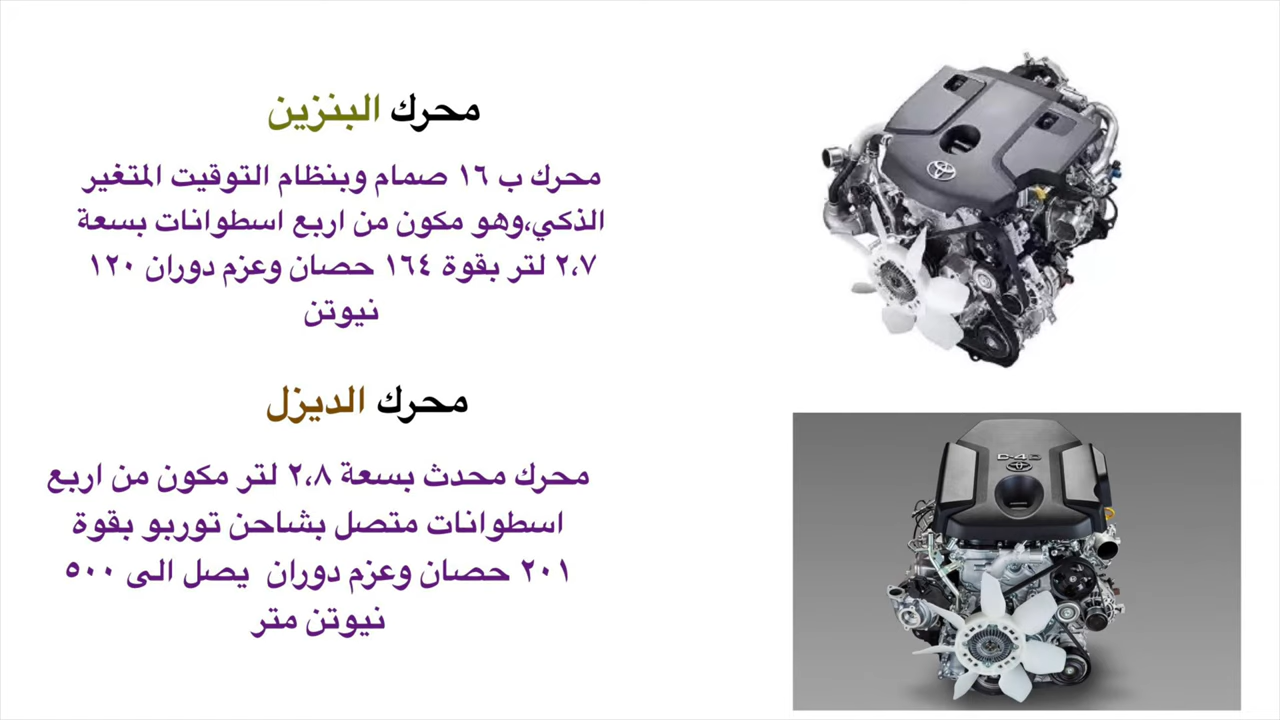 محرك البنزين
محرك ب ١٦ صمام وبنظام التوقيت المتغير
الذكي،وهو مكون من اربع اسطوانات بسعة
٢،٧ لتر بقوة ١٦٤ حصان وعزم دوران ١٢٠
نيوتن
محرك الديزل
محرك محدث بسعة ٢،٨ لتر مكون من اربع
اسطوانات متصل بشاحن توربو بقوة
٢٠١ حصان وعزم دوران يصل الى ٥٠٠
نيوتن متر
D-4D